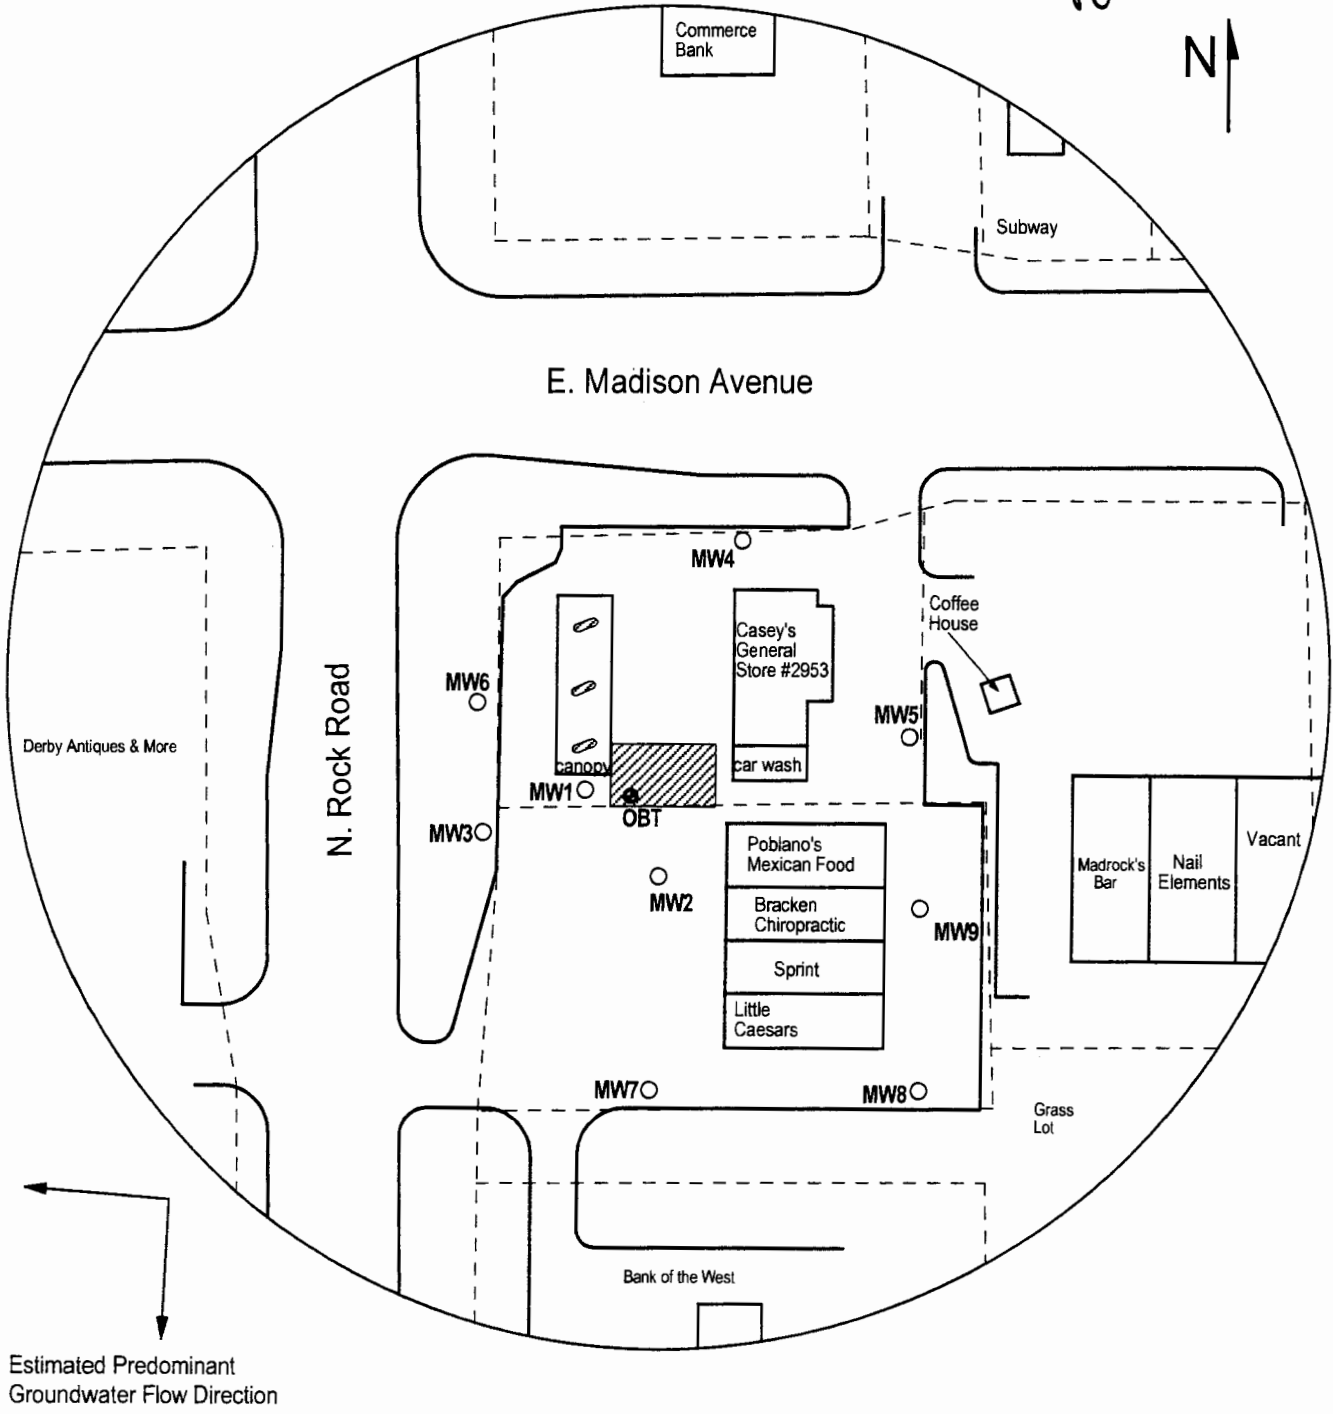 Commerce
Bank
N
Subway
E. Madison Avenue
MW4
Coffee
House
Casey's
General
Store #2953
MW6
N. Rock Road
MW5
Derby Antiques & More
canopy
car wash
MW1
OBT
MW3
Poblano's
Mexican Food
Vacant
Madrock's
Bar
Nail
Elements
MW2
Bracken
Chiropractic
MW9
Sprint
Little
Caesars
MW7
MW8
Grass
Lot
Bank of the West
Estimated Predominant
Groundwater Flow Direction